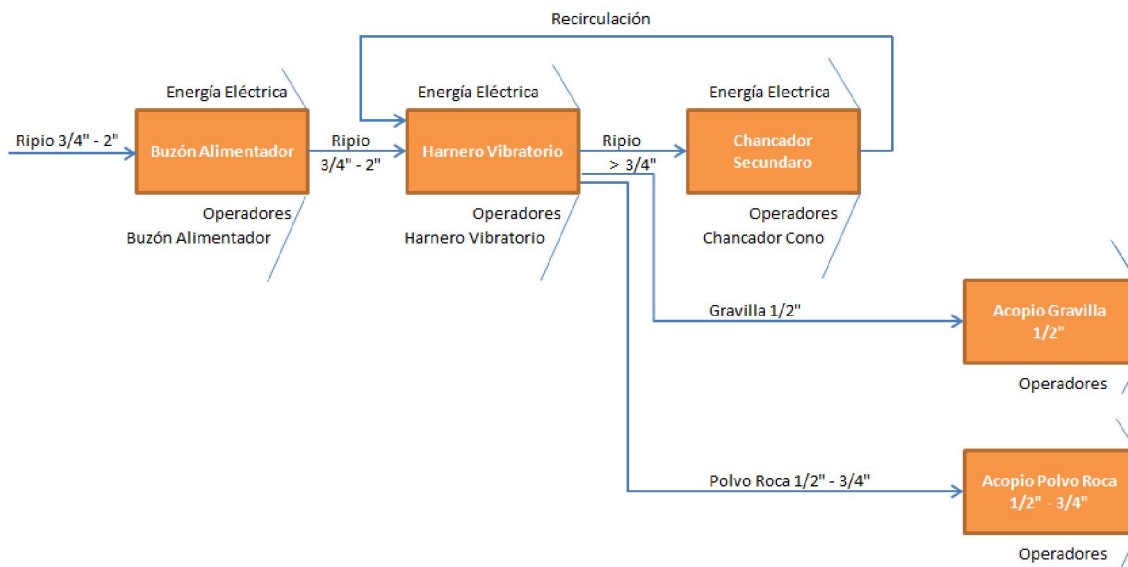 Recirculación
Energía Eléctrica
Energía Eléctrica
Energía Electrica
Ripio 3/4" - 2"
Buzón Alimentador
Ripio
3/4" - 2"
Harnero Vibratorio
Ripio
> 3/4"
Chancador
Secundaro
Operadores
Buzón Alimentador
Operadores
Harnero Vibratorio
Operadores
Chancador Cono
Gravilla 1/2"
Acopio Gravilla
1/2"
Operadores
Polvo Roca 1/2" - 3/4"
Acopio Polvo Roca
1/2" - 3/4"
Operadores